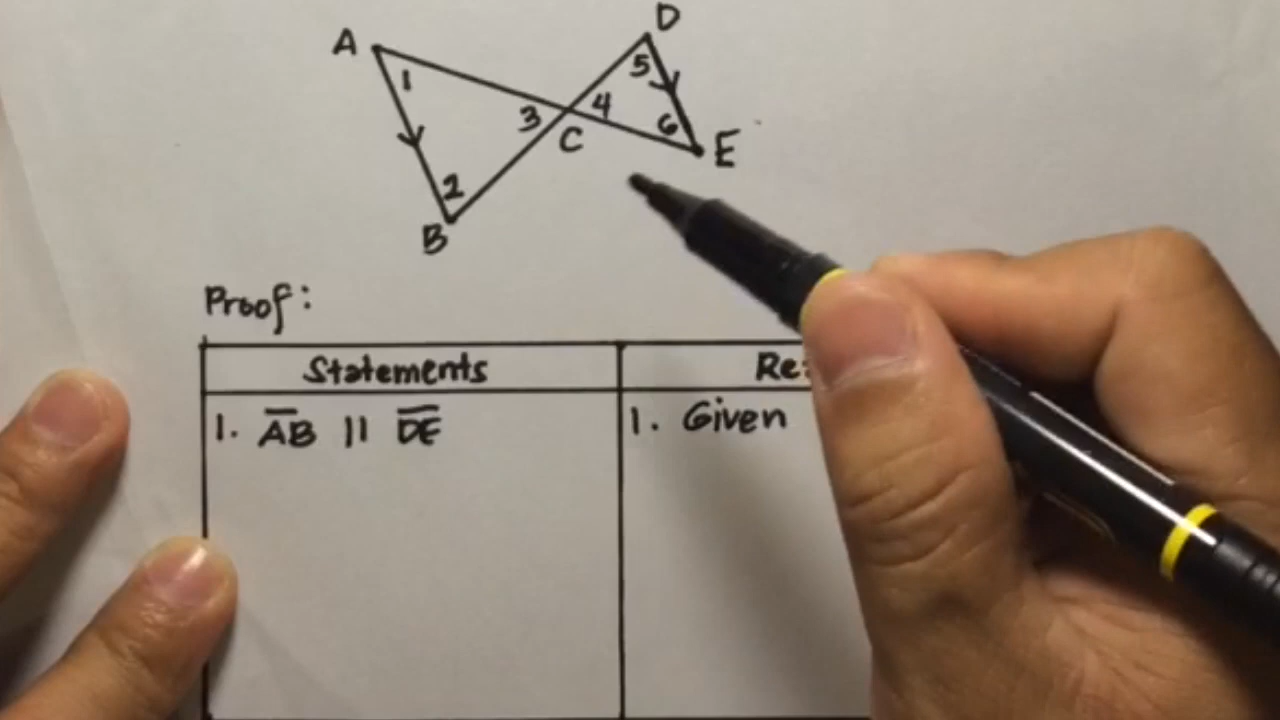 A
D
1
5
3
4
C
6
E
2
B
Proof:
Statements
1. AB || DE
1. Given